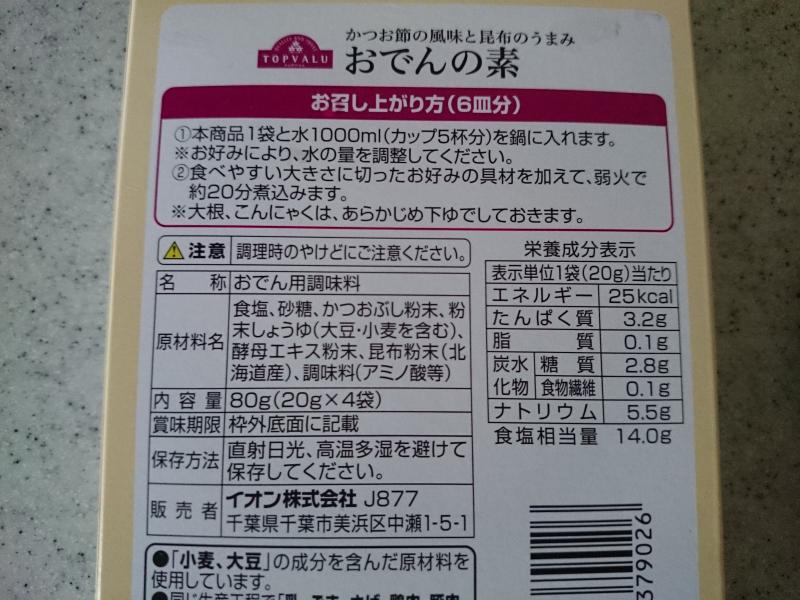 かつお節の風味と昆布のうまみ
TOPVALU
おでんの素
お召し上がり方(6皿分)
①本商品1袋と水1000ml(カップ5杯分)を鍋に入れます。
※お好みにより、水の量を調整してください。
②食べやすい大きさに切ったお好みの具材を加えて、弱火で
約20分煮込みます。
※大根、こんにゃくは、あらかじめ下ゆでしておきます。
注意 調理時のやけどにご注意ください。
名称 おでん用調味料
原材料名 食塩、砂糖、かつおぶし粉末、粉
末しょうゆ(大豆・小麦を含む)、
酵母エキス粉末、昆布粉末(北
海道産)、調味料(アミノ酸等)
内容量 80g(20g×4袋)
賞味期限 枠外底面に記載
保存方法 直射日光、高温多湿を避けて
保存してください。
販売者 イオン株式会社 J877
千葉県千葉市美浜区中瀬1-5-1
栄養成分表示
表示単位1袋(20g)当たり
エネルギー 25kcal
たんぱく質 3.2g
脂質 0.1g
炭水化物 糖質 2.8g
食物繊維 0.1g
ナトリウム 5.5g
食塩相当量 14.0g
●「小麦、大豆」の成分を含んだ原材料を
使用しています。
●同じ生産工程で「乳、ごま、さば、鶏肉、豚肉
379026